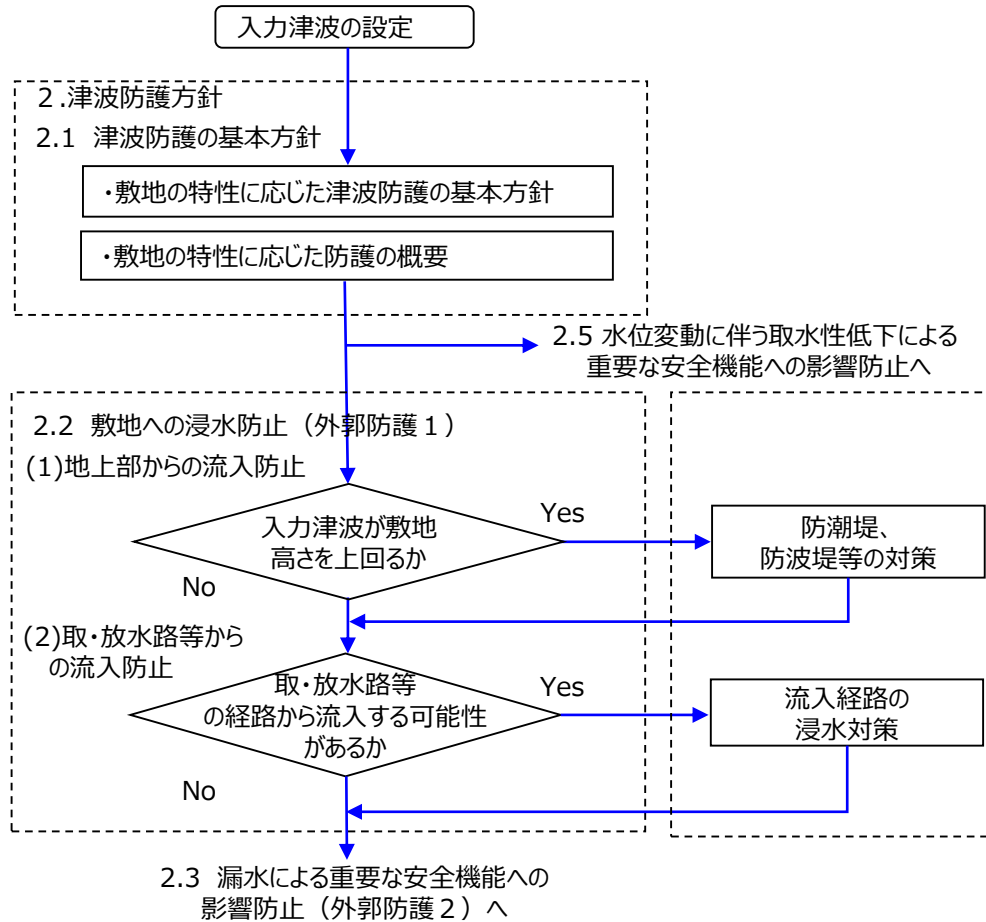 入力津波の設定
２.津波防護方針
2.1 津波防護の基本方針
・敷地の特性に応じた津波防護の基本方針
・敷地の特性に応じた防護の概要
2.5 水位変動に伴う取水性低下による
重要な安全機能への影響防止へ
2.2 敷地への浸水防止（外郭防護１）
(1)地上部からの流入防止
入力津波が敷地
高さを上回るか
Yes
防潮堤、
防波堤等の対策
No
(2)取・放水路等から
の流入防止
取・放水路等
の経路から流入する可能性
があるか
Yes
流入経路の
浸水対策
No
2.3 漏水による重要な安全機能への
影響防止（外郭防護２）へ